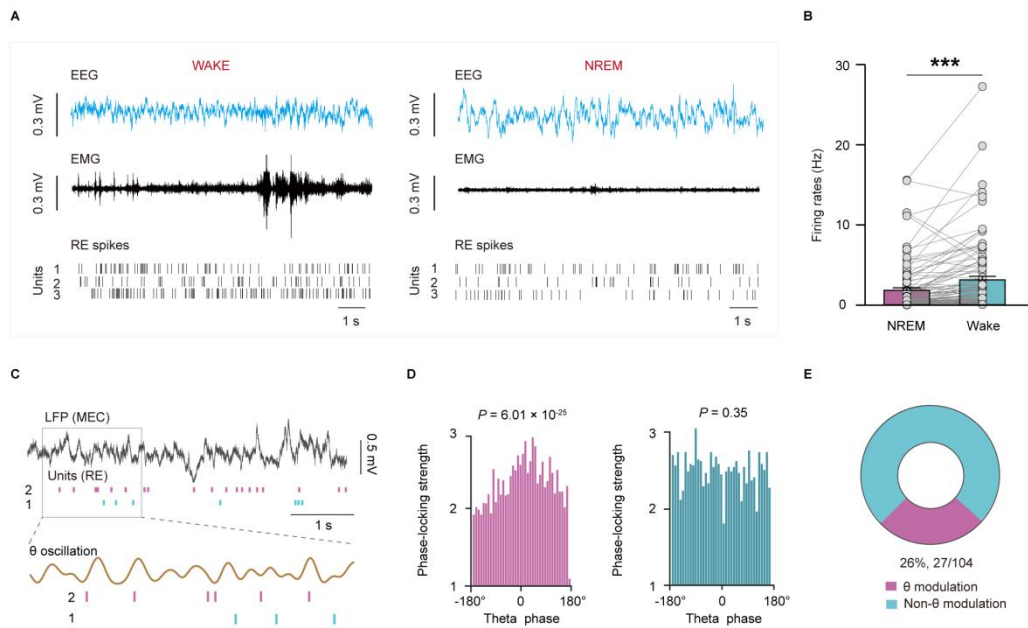 A
WAKE
NREM
EEG
EEG
0.3 mV
0.3 mV
EMG
EMG
0.3 mV
0.3 mV
RE spikes
RE spikes
Units
1
2
3
Units
1
2
3
1 s
1 s
B
***
Firing rates (Hz)
30
20
10
0
NREM
Wake
C
LFP (MEC)
0.5 mV
Units (RE)
2
1
1 s
θ oscillation
2
1
D
P = 6.01 × 10⁻²⁵
P = 0.35
Phase-locking strength
3
2
1
-180°
0
180°
Theta phase
Phase-locking strength
3
2
1
-180°
0
180°
Theta phase
E
26%, 27/104
θ modulation
Non-θ modulation